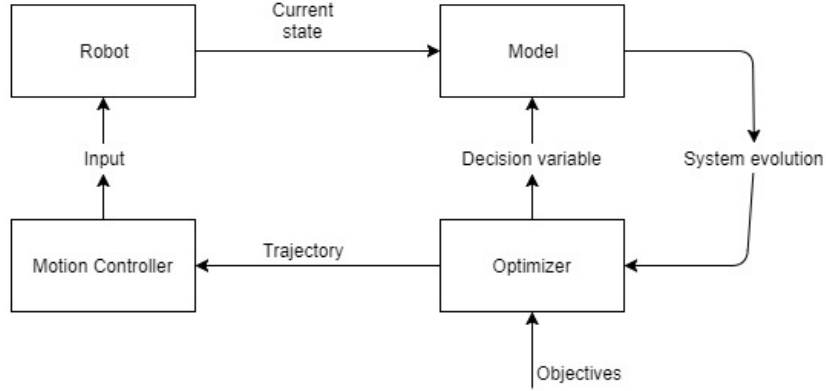 Current
state
Robot
Model
Input
Decision variable
System evolution
Trajectory
Motion Controller
Optimizer
Objectives